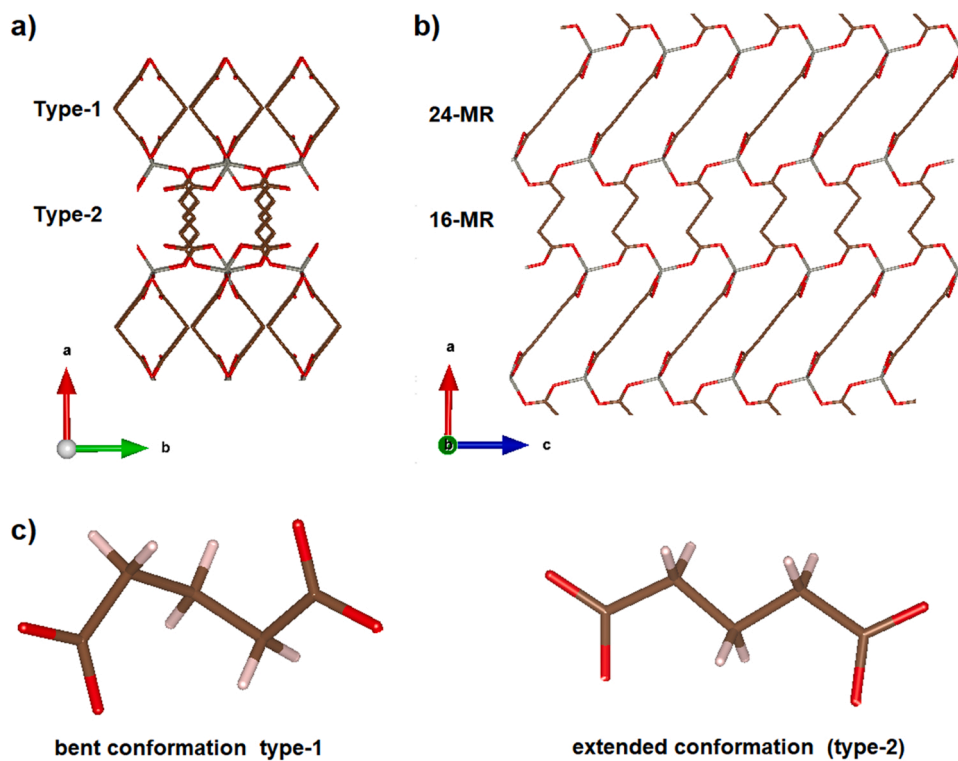 a)
Type-1
Type-2
a
b
b)
24-MR
16-MR
a
b
c
c)
bent conformation type-1
extended conformation (type-2)